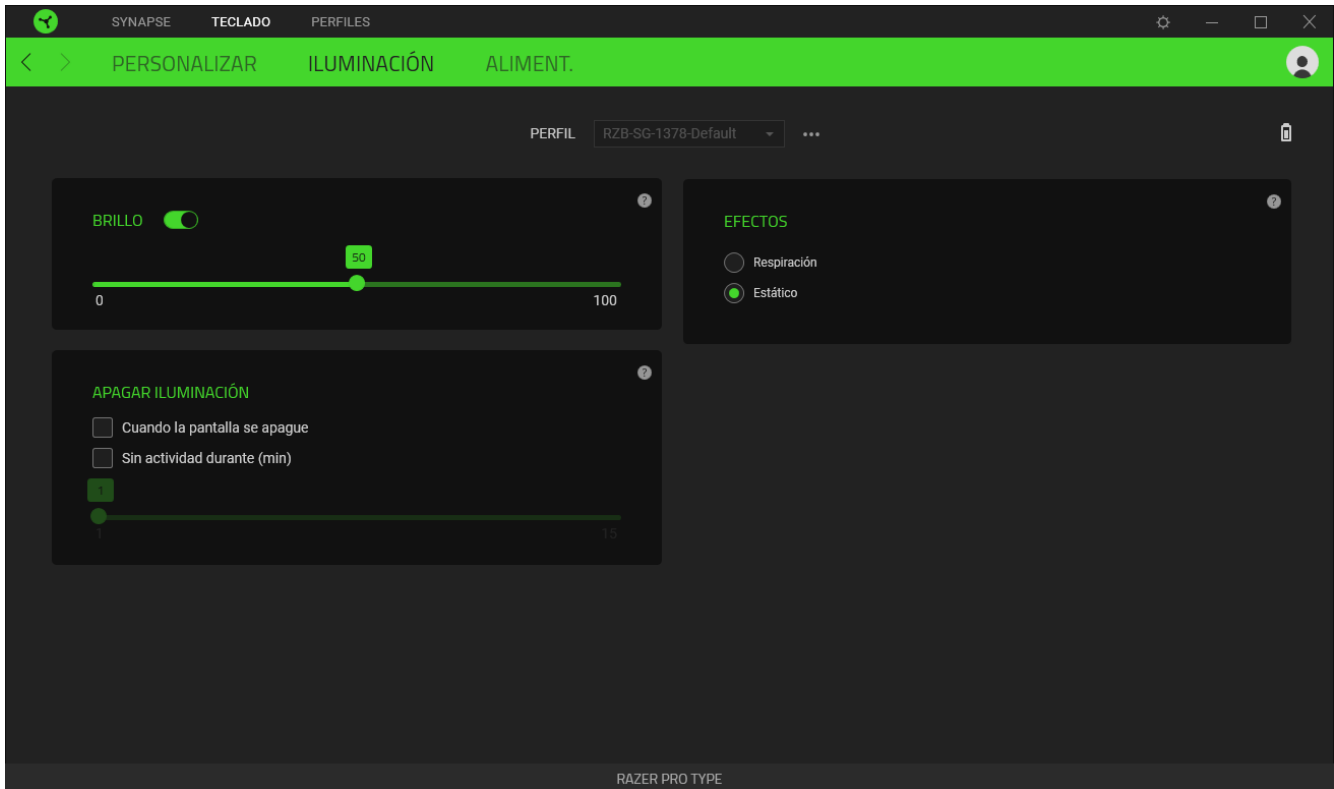 SYNAPSE TECLADO PERFILES
PERSONALIZAR ILUMINACIÓN ALIMENT.
PERFIL RZB-SG-1378-Default
BRILLO
50
0 100
EFECTOS
Respiración
Estático
APAGAR ILUMINACIÓN
Cuando la pantalla se apague
Sin actividad durante (min)
1
1 15
RAZER PRO TYPE